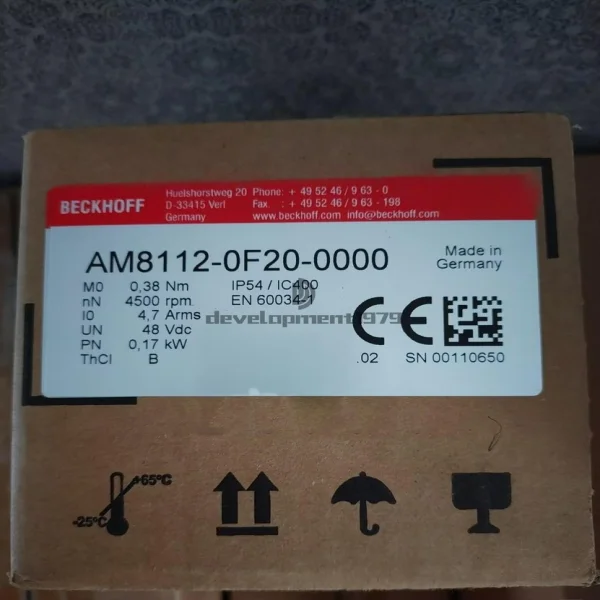 BECKHOFF
Huelshorstweg 20 Phone: + 49 52 46 / 9 63 - 0
D-33415 Verl Fax. : + 49 52 46 / 9 63 - 198
Germany www.beckhoff.com info@beckhoff.com
AM8112-0F20-0000
Made in
Germany
M0 0,38 Nm IP54 / IC400
nN 4500 rpm EN 60034-1
I0 4,7 Arms
UN 48 Vdc
PN 0,17 kW
ThCl B
development1979
CE
.02 SN 00110650
+65°C
-25°C